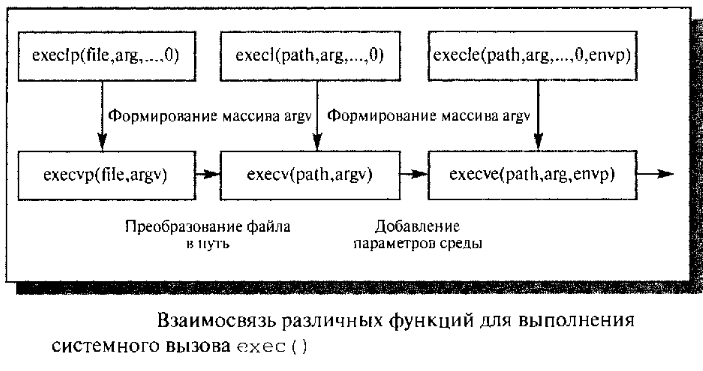 execlp(file,arg,...,0)
execl(path,arg,...,0)
execle(path,arg,...,0,envp)
Формирование массива argv
Формирование массива argv
execvp(file,argv)
execv(path,argv)
execve(path,arg,envp)
Преобразование файла
в путь
Добавление
параметров среды
Взаимосвязь различных функций для выполнения
системного вызова exec()